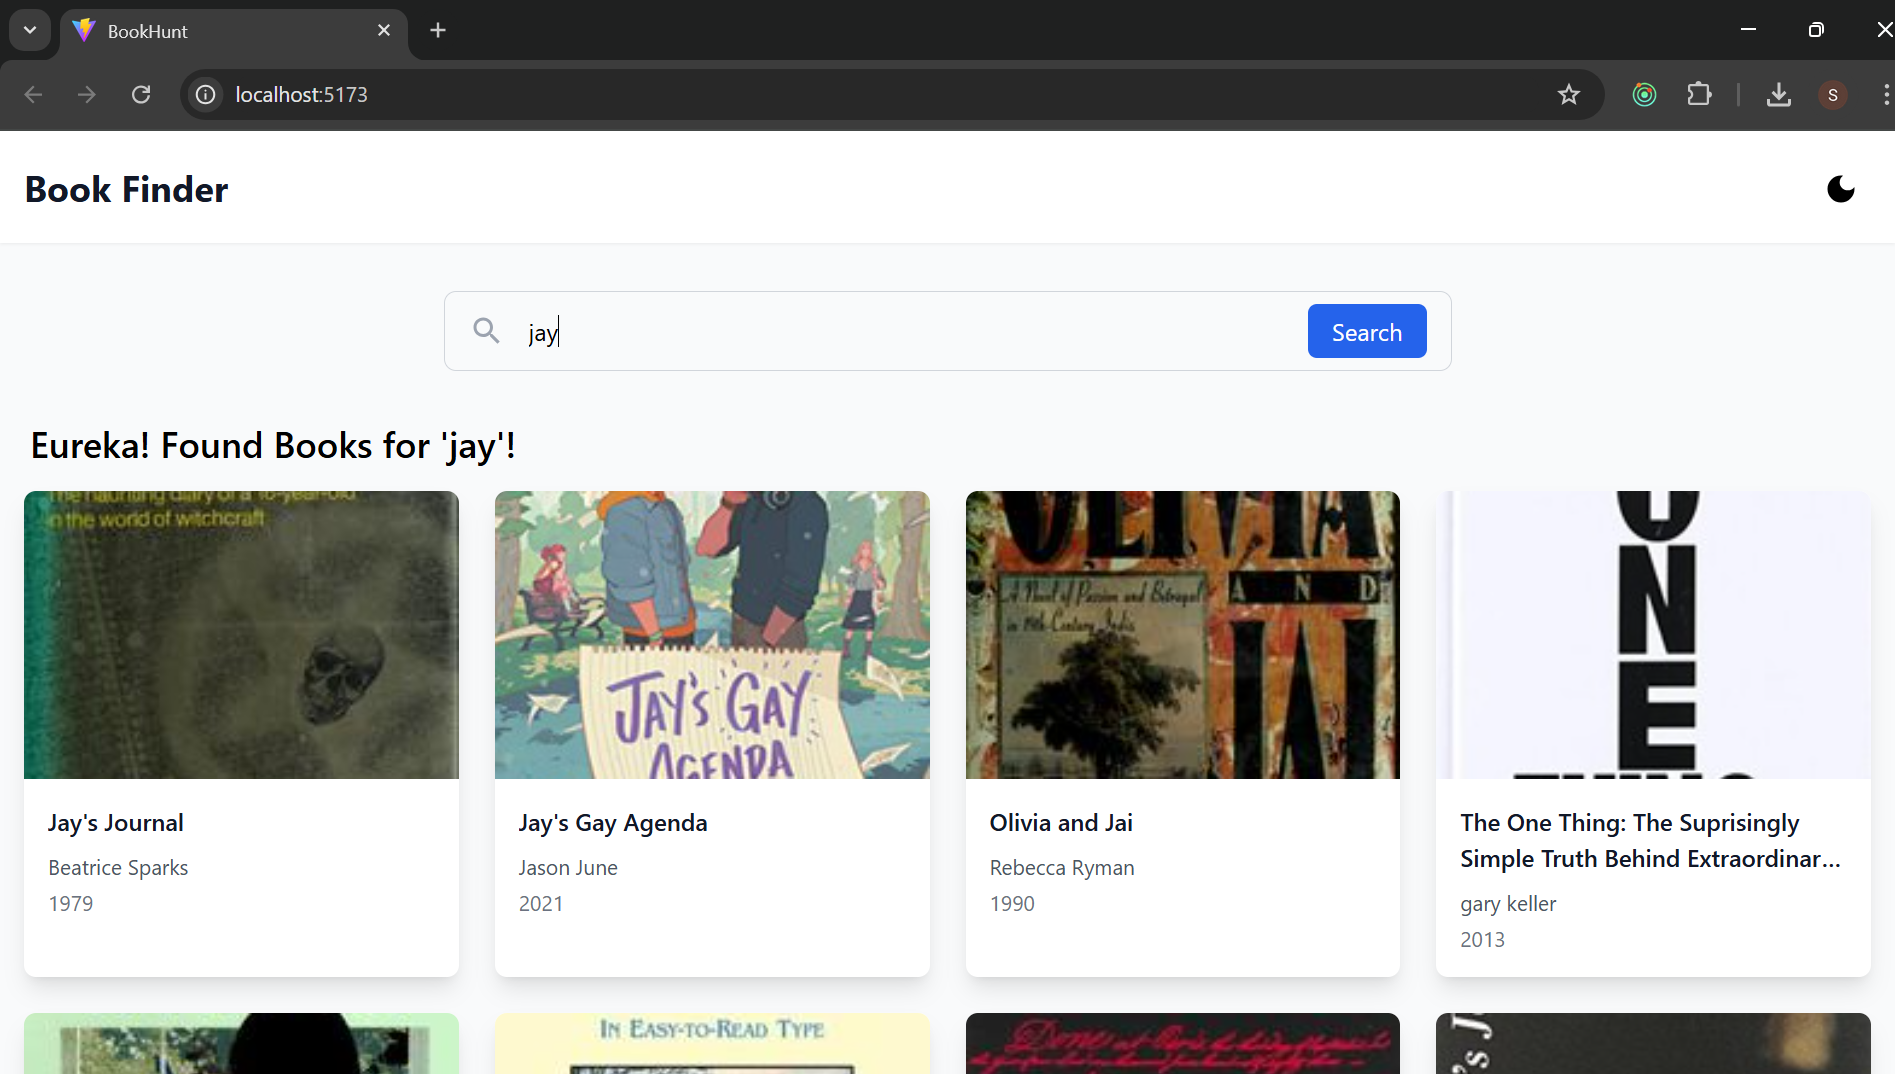 BookHunt
localhost:5173
S
Book Finder
jay
Search
Eureka! Found Books for 'jay'!
The haunting diary of a 16-year-old
in the world of witchcraft
JAY'S GAY
AGENDA
OLIVIA
AND
A Novel of Passion and Betrayal
in 19th-Century India
JAI
ONE
THING
Jay's Journal
Beatrice Sparks
1979
Jay's Gay Agenda
Jason June
2021
Olivia and Jai
Rebecca Ryman
1990
The One Thing: The Suprisingly
Simple Truth Behind Extraordinar...
gary keller
2013
IN EASY-TO-READ TYPE